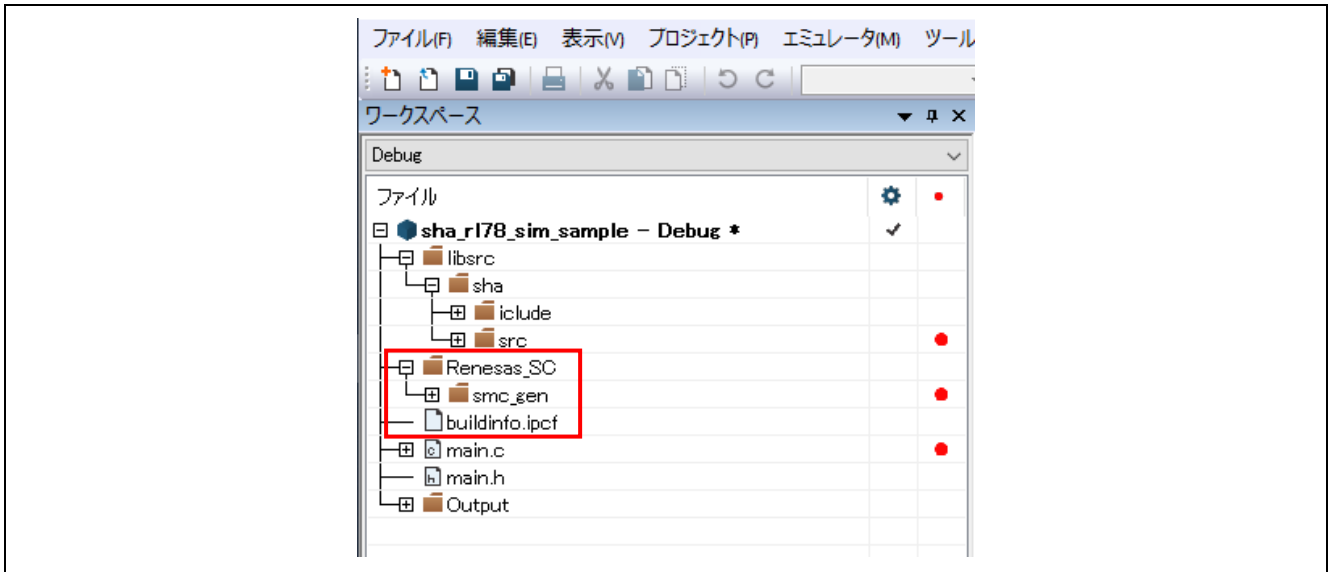 ファイル(F) 編集(E) 表示(V) プロジェクト(P) エミュレータ(M) ツール
ワークスペース
Debug
ファイル
sha_rl78_sim_sample - Debug *
libsrc
sha
iclude
src
Renesas_SC
smc_gen
buildinfo.ipcf
main.c
main.h
Output